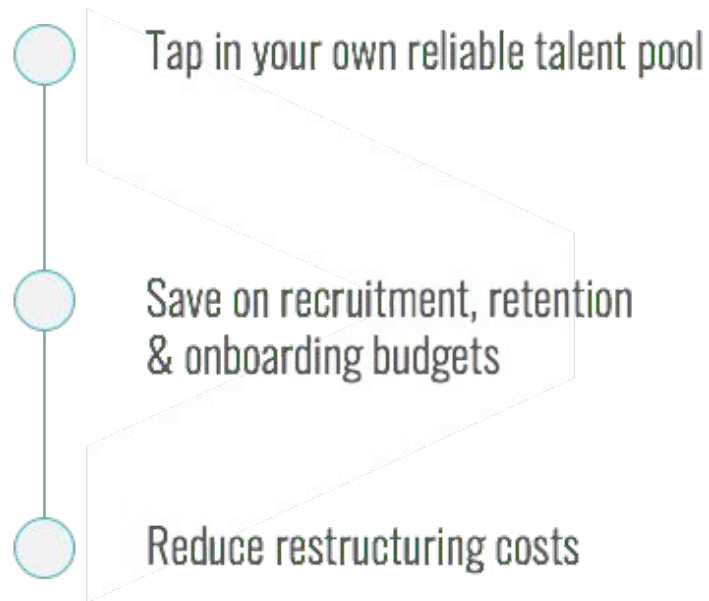 Tap in your own reliable talent pool
Save on recruitment, retention
& onboarding budgets
Reduce restructuring costs